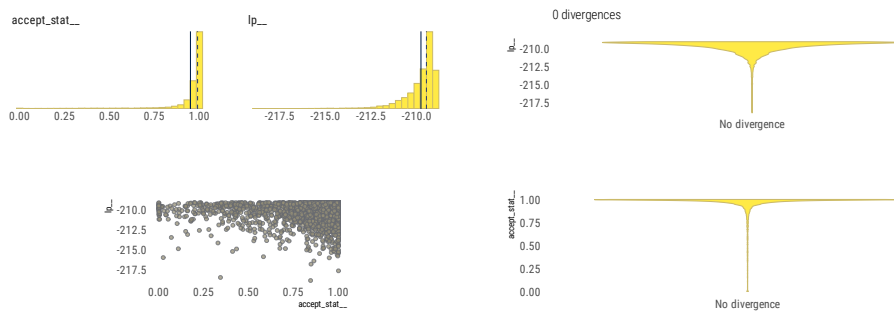 accept_stat__
lp__
0.00 0.25 0.50 0.75 1.00
-217.5 -215.0 -212.5 -210.0
0 divergences
lp__
-210.0
-212.5
-215.0
-217.5
No divergence
lp__
-210.0
-212.5
-215.0
-217.5
0.00 0.25 0.50 0.75 1.00
accept_stat__
accept_stat__
1.00
0.75
0.50
0.25
0.00
No divergence